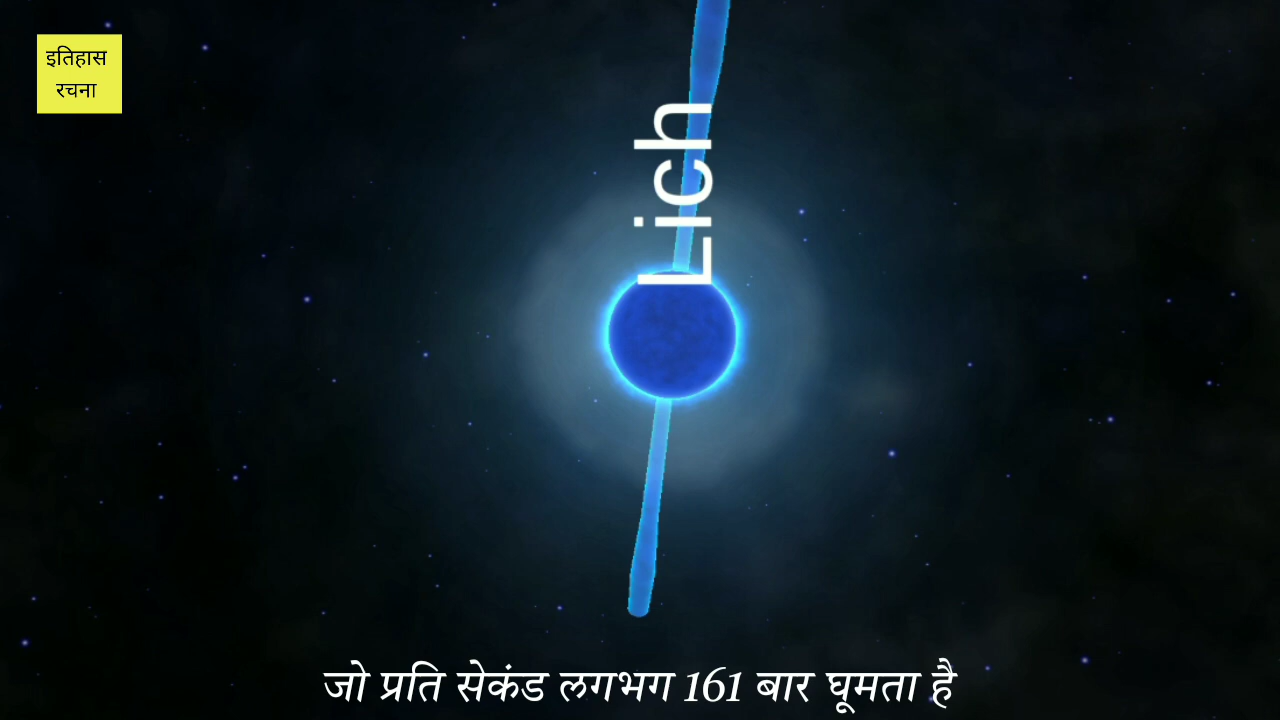 इतिहास
रचना
Lich
जो प्रति सेकंड लगभग 161 बार घूमता है